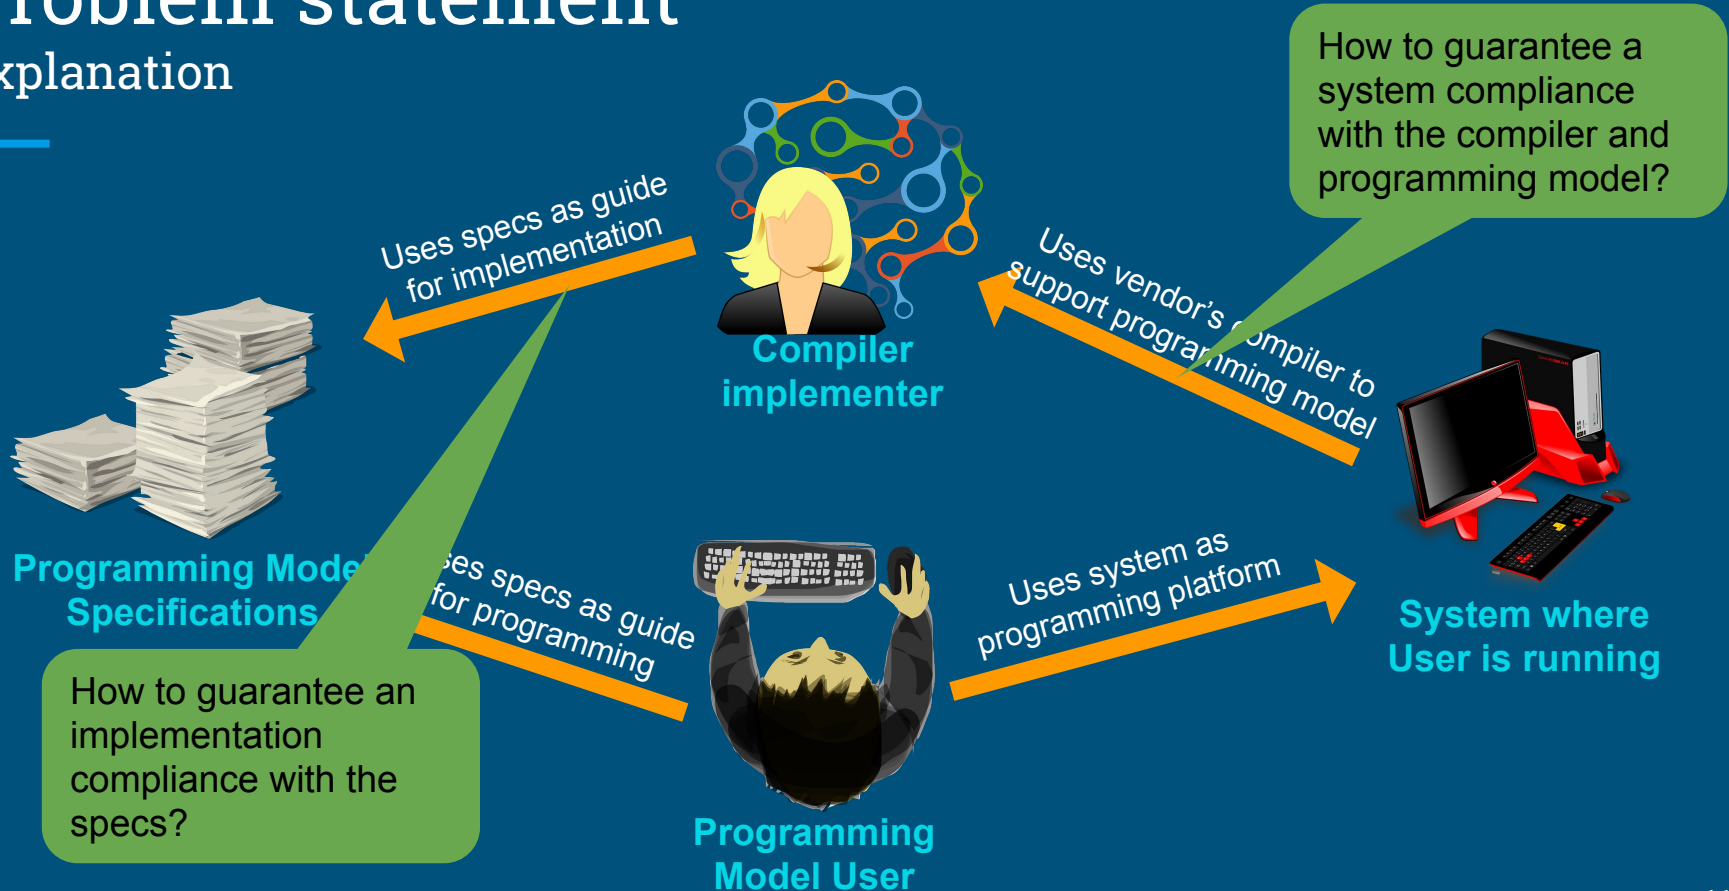 roblem statement
xplanation
How to guarantee a
system compliance
with the compiler and
programming model?
Uses specs as guide
for implementation
Uses vendor's compiler to
support programming model
Compiler
implementer
Programming Model
Specifications
ses specs as guide
for programming
Uses system as
programming platform
System where
User is running
How to guarantee an
implementation
compliance with the
specs?
Programming
Model User